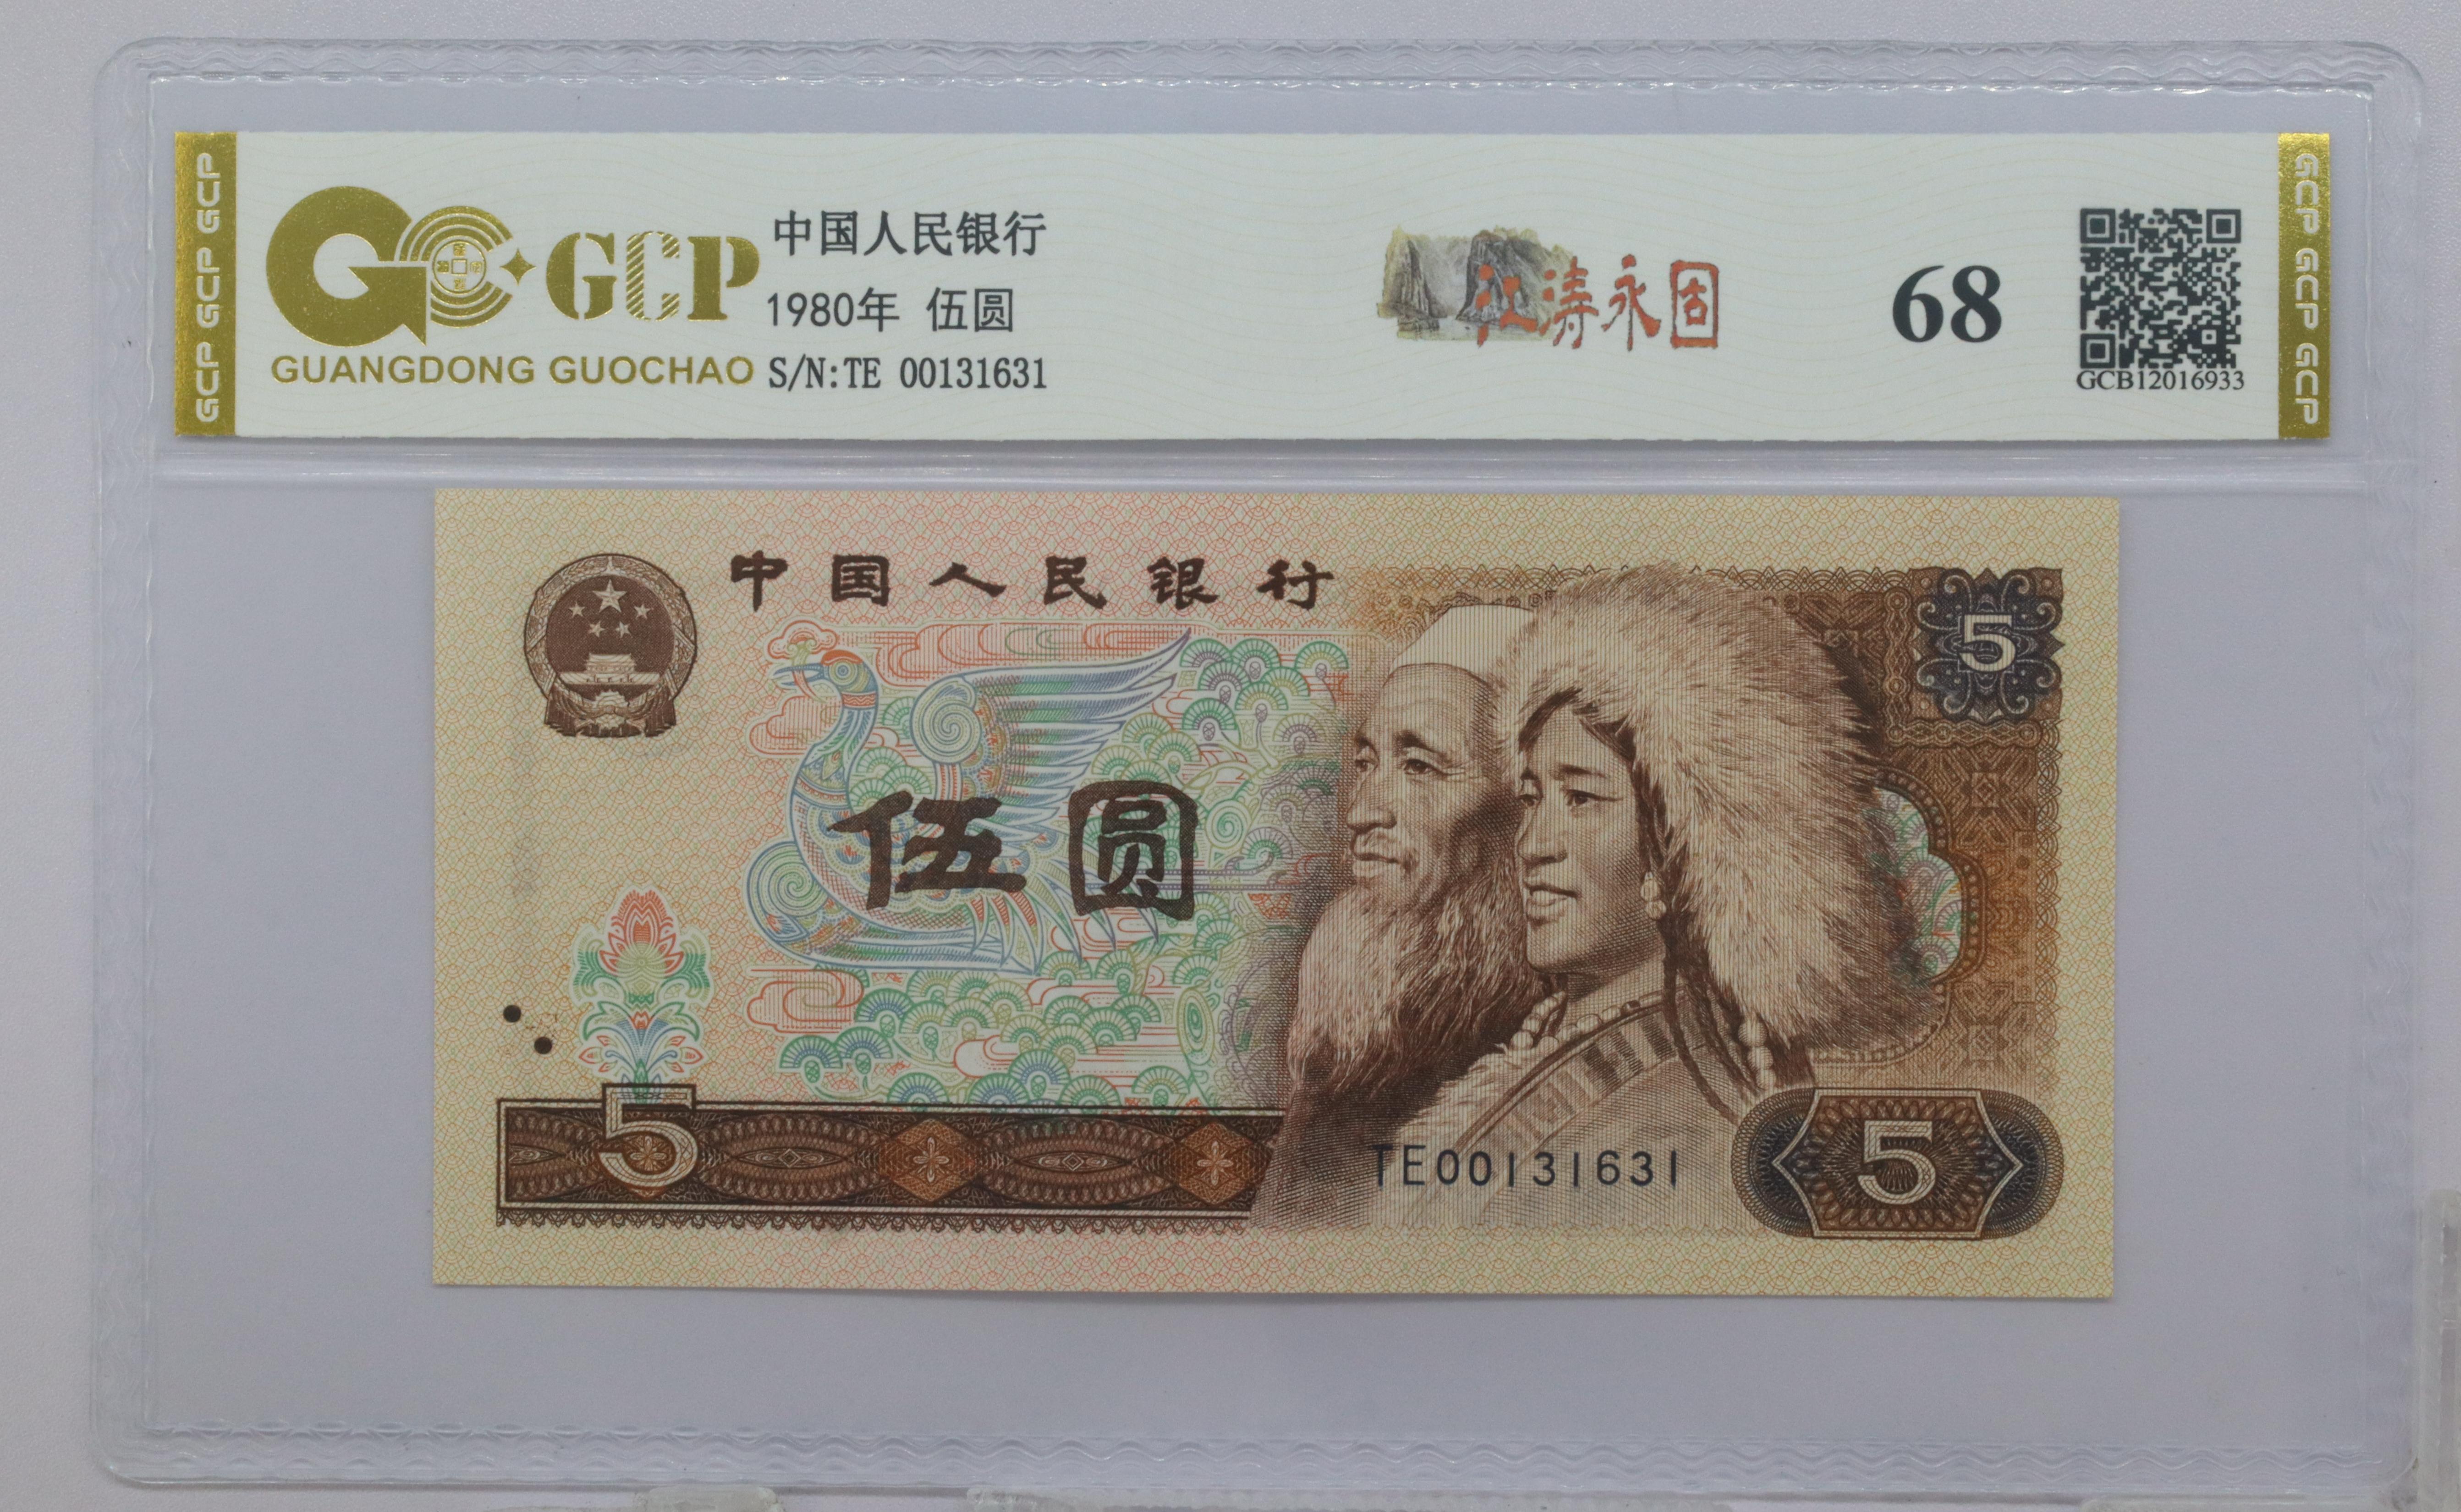 GCP GCP GCP
GCP
GUANGDONG GUOCHAO
中国人民银行
1980年 伍圆
S/N:TE 00131631
江涛永固
68
GCB12016933
GCP GCP GCP
中国人民银行
5
伍圆
5
TE00131631
5